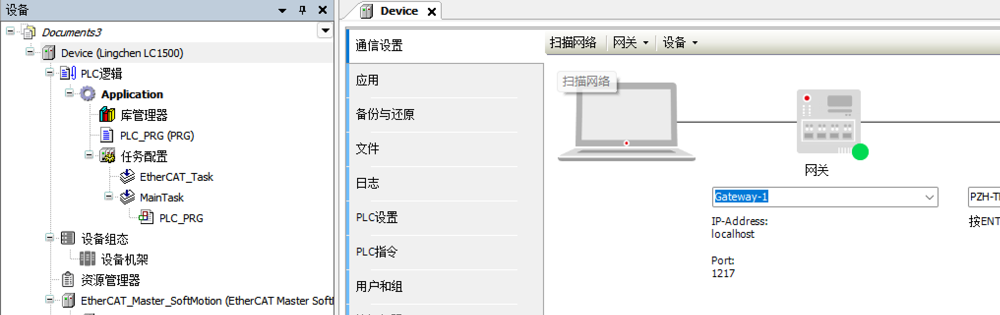 设备
Documents3
Device (Lingchen LC1500)
PLC逻辑
Application
库管理器
PLC_PRG (PRG)
任务配置
EtherCAT_Task
MainTask
PLC_PRG
设备组态
设备机架
资源管理器
EtherCAT_Master_SoftMotion (EtherCAT Master Soft
Device
通信设置
应用
备份与还原
文件
日志
PLC设置
PLC指令
用户和组
扫描网络 网关 设备
扫描网络
网关
Gateway-1
IP-Address:
localhost
Port:
1217
PZH-T
按ENT